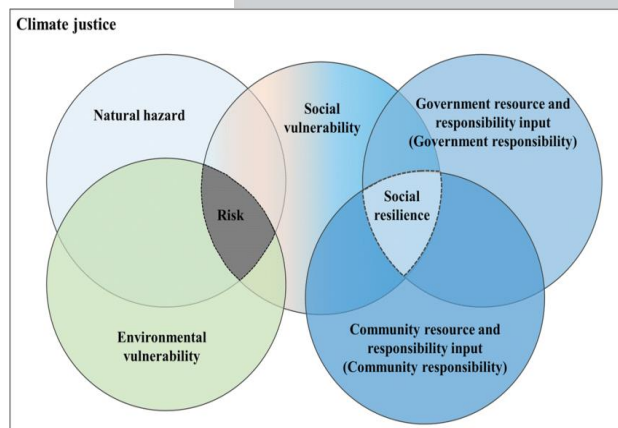 Climate justice
Natural hazard
Social
vulnerability
Government resource and
responsibility input
(Government responsibility)
Risk
Social
resilience
Environmental
vulnerability
Community resource and
responsibility input
(Community responsibility)